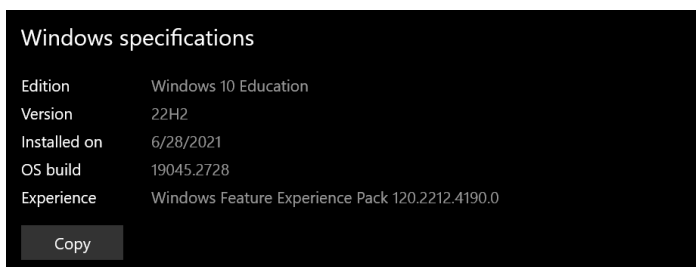 Windows specifications
Edition Windows 10 Education
Version 22H2
Installed on 6/28/2021
OS build 19045.2728
Experience Windows Feature Experience Pack 120.2212.4190.0
Copy